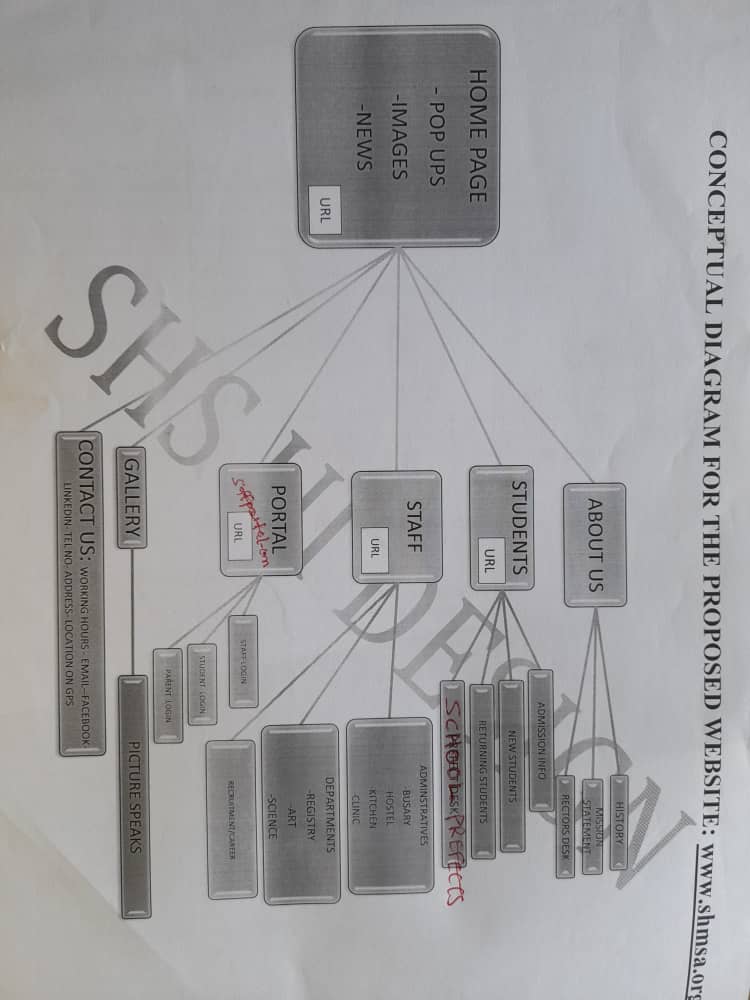 CONCEPTUAL DIAGRAM FOR THE PROPOSED WEBSITE: www.shmsa.org
HOME PAGE
- POP UPS
-IMAGES
-NEWS
URL
ABOUT US
HISTORY
MISSION
STATEMENT
RECTORS DESK
STUDENTS
URL
ADMISSION INFO
NEW STUDENTS
RETURNING STUDENTS
DESK
SCHOOL PREFECTS
STAFF
URL
ADMINSTRATIVES
-BUSARY
HOSTEL
-KITCHEN
-CLINIC
DEPARTMENTS
-REGISTRY
-ART
-SCIENCE
RECRUITMENT/CAREER
PORTAL
URL
STAFF LOGIN
STUDENT LOGIN
PARENT LOGIN
GALLERY
PICTURE SPEAKS
CONTACT US: WORKING HOURS - EMAIL--FACEBOOK-
LINKEDIN- TEL NO- ADDRESS- LOCATION ON GPS
SHS UI DESIGN